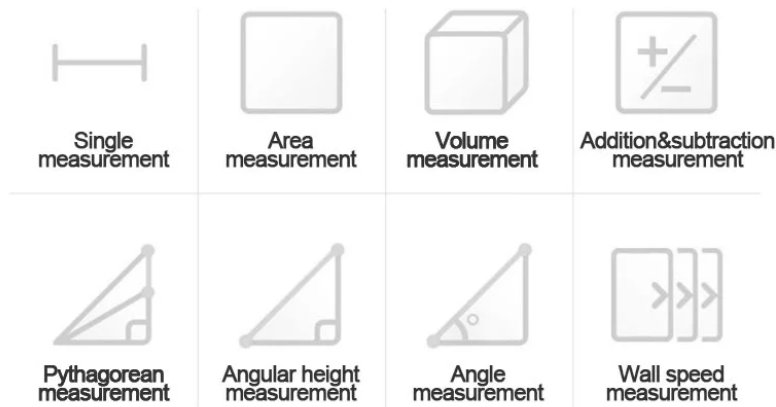 Single
measurement
Area
measurement
Volume
measurement
Addition&subtraction
measurement
Pythagorean
measurement
Angular height
measurement
Angle
measurement
Wall speed
measurement